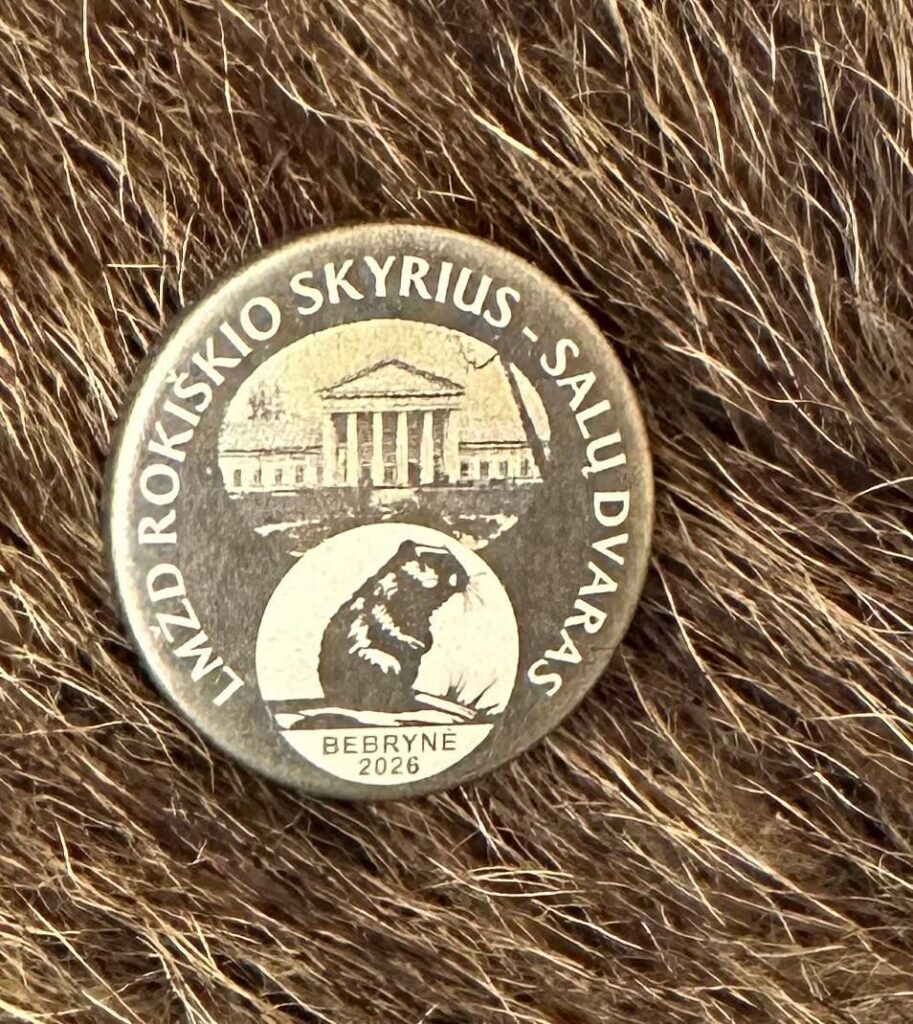 LMŽD ROKIŠKIO SKYRIUS - SALŲ DVARAS
BEBRYNĖ
2026